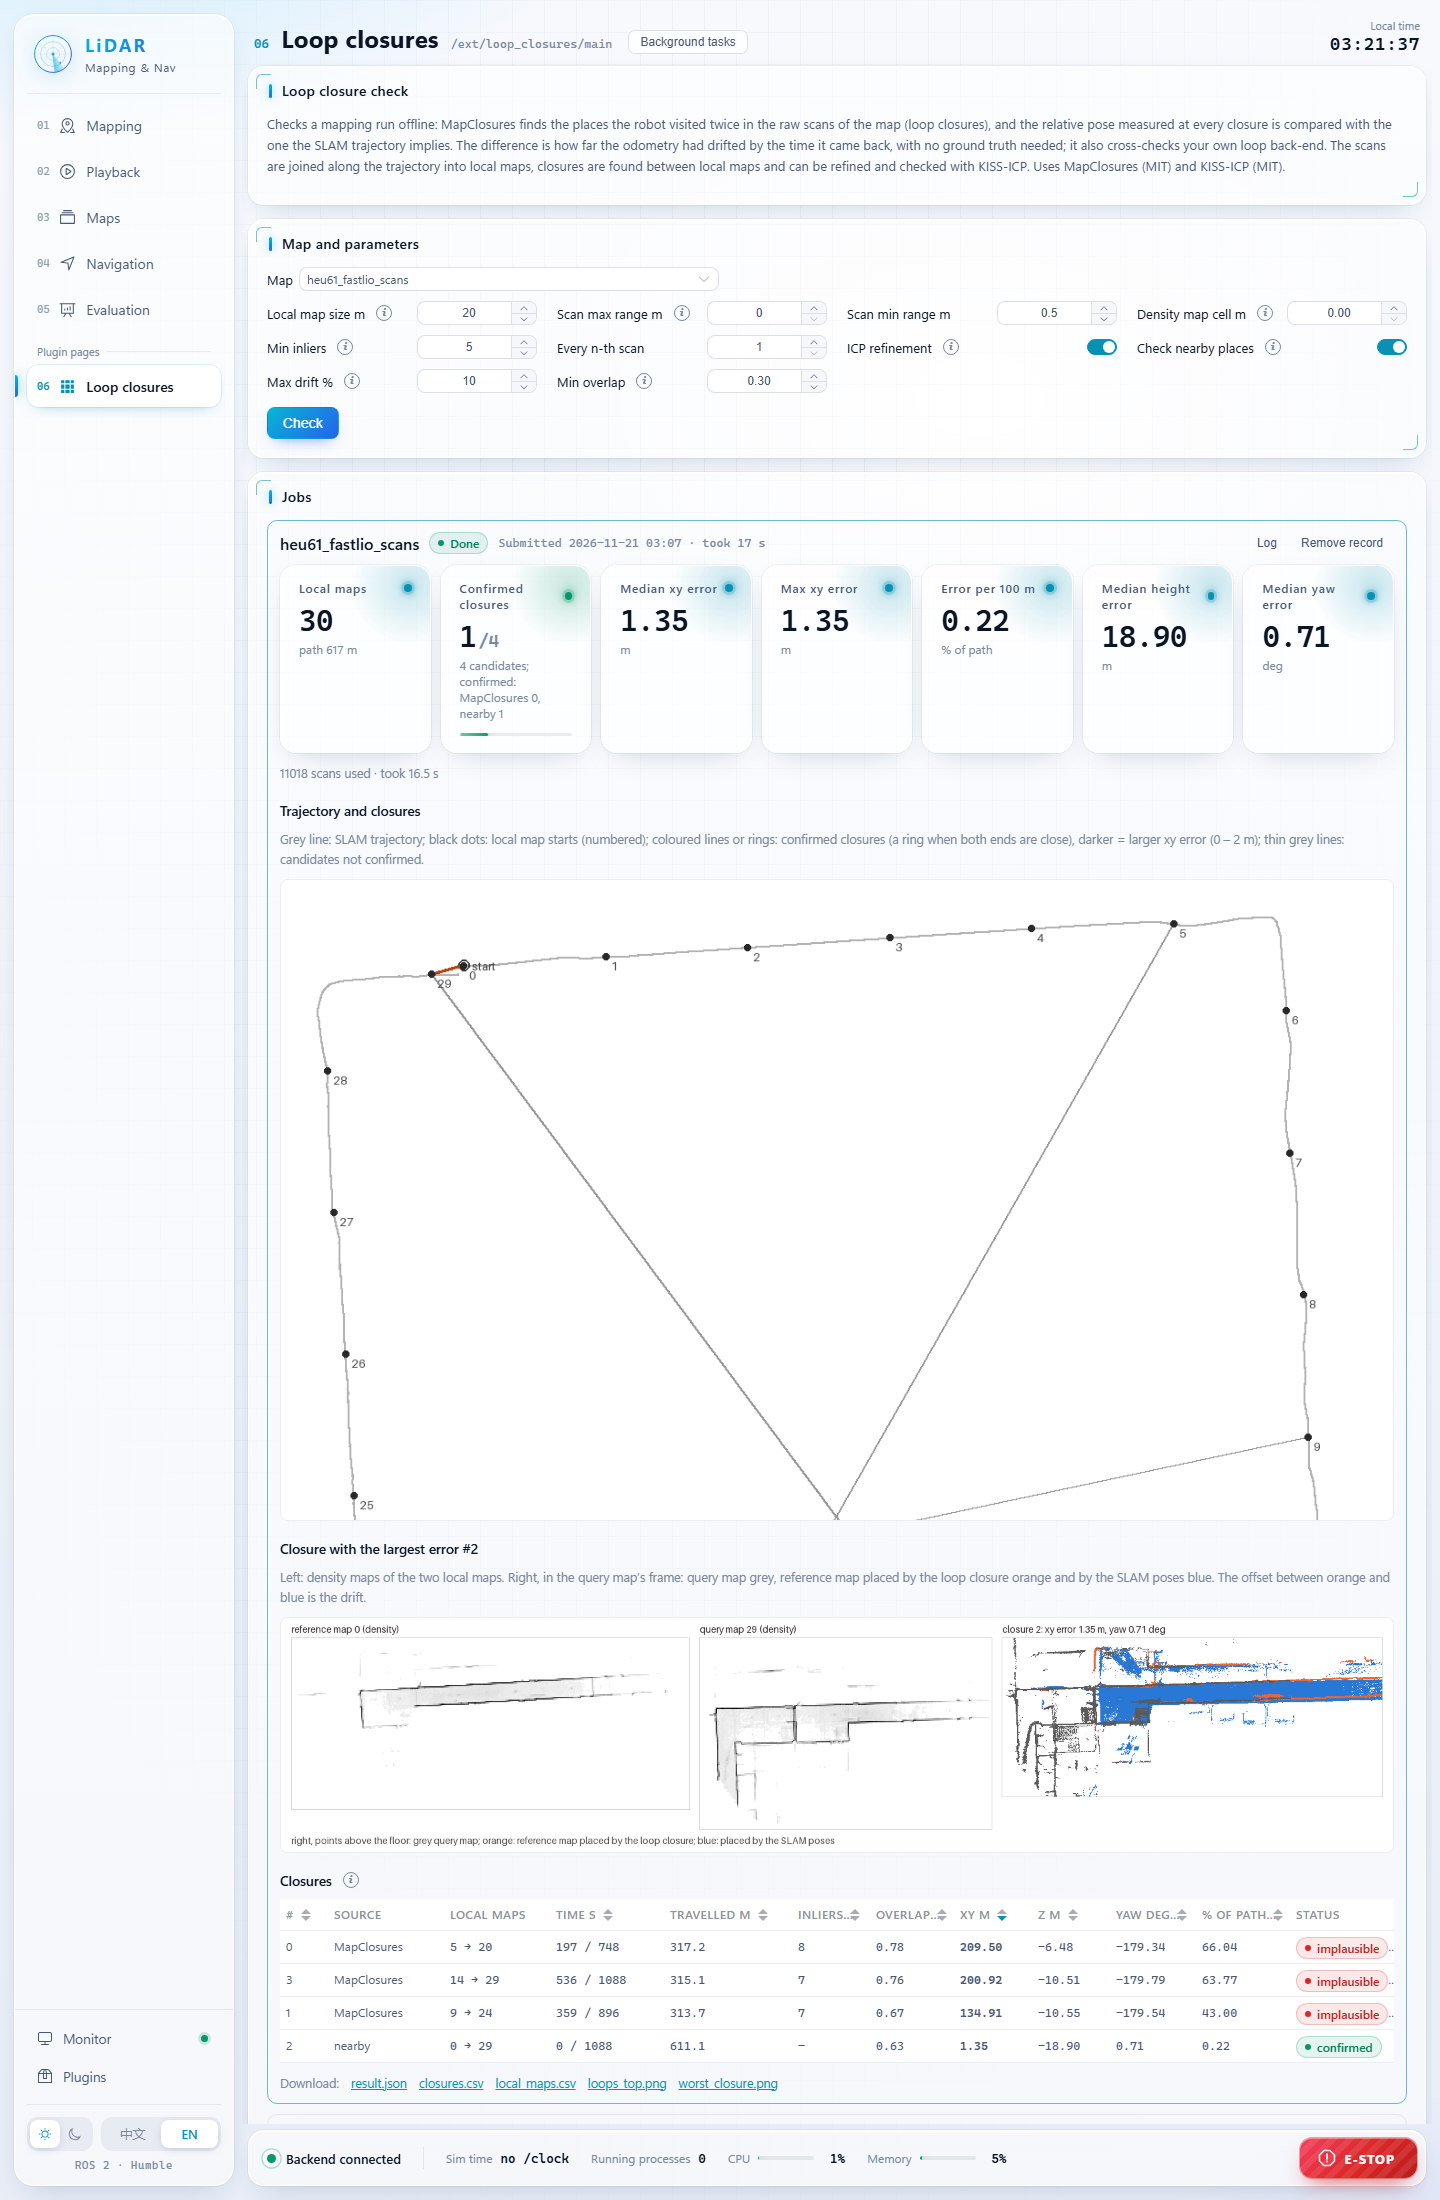 LiDAR
Mapping & Nav
01 Mapping
02 Playback
03 Maps
04 Navigation
05 Evaluation
Plugin pages
06 Loop closures
Monitor
Plugins
中文 EN
ROS 2 · Humble
06 Loop closures /ext/loop_closures/main Background tasks
Local time
03:21:37
Loop closure check
Checks a mapping run offline: MapClosures finds the places the robot visited twice in the raw scans of the map (loop closures), and the relative pose measured at every closure is compared with the
one the SLAM trajectory implies. The difference is how far the odometry had drifted by the time it came back, with no ground truth needed; it also cross-checks your own loop back-end. The scans
are joined along the trajectory into local maps, closures are found between local maps and can be refined and checked with KISS-ICP. Uses MapClosures (MIT) and KISS-ICP (MIT).
Map and parameters
Map heu61_fastlio_scans
Local map size m 20 Scan max range m 0 Scan min range m 0.5 Density map cell m 0.00
Min inliers 5 Every n-th scan 1 ICP refinement Check nearby places
Max drift % 10 Min overlap 0.30
Check
Jobs
heu61_fastlio_scans Done Submitted 2026-11-21 03:07 · took 17 s Log Remove record
Local maps
30
path 617 m
Confirmed
closures
1/4
4 candidates;
confirmed:
MapClosures 0,
nearby 1
Median xy error
1.35
m
Max xy error
1.35
m
Error per 100 m
0.22
% of path
Median height
error
18.90
m
Median yaw
error
0.71
deg
11018 scans used · took 16.5 s
Trajectory and closures
Grey line: SLAM trajectory; black dots: local map starts (numbered); coloured lines or rings: confirmed closures (a ring when both ends are close), darker = larger xy error (0 – 2 m); thin grey lines:
candidates not confirmed.
start
0
1
2
3
4
5
6
7
8
9
25
26
27
28
29
Closure with the largest error #2
Left: density maps of the two local maps. Right, in the query map's frame: query map grey, reference map placed by the loop closure orange and by the SLAM poses blue. The offset between orange and
blue is the drift.
reference map 0 (density)
query map 29 (density)
closure 2: xy error 1.35 m, yaw 0.71 deg
right, points above the floor: grey query map; orange: reference map placed by the loop closure; blue: placed by the SLAM poses
Closures
# SOURCE LOCAL MAPS TIME S TRAVELLED M INLIERS... OVERLAP... XY M Z M YAW DEG... % OF PATH... STATUS
0 MapClosures 5 → 20 197 / 748 317.2 8 0.78 209.50 −6.48 −179.34 66.04 implausible ..
3 MapClosures 14 → 29 536 / 1088 315.1 7 0.76 200.92 −10.51 −179.79 63.77 implausible ..
1 MapClosures 9 → 24 359 / 896 313.7 7 0.67 134.91 −10.55 −179.54 43.00 implausible ..
2 nearby 0 → 29 0 / 1088 611.1 − 0.63 1.35 −18.90 0.71 0.22 confirmed
Download: result.json closures.csv local_maps.csv loops_top.png worst_closure.png
Backend connected Sim time no /clock Running processes 0 CPU 1% Memory 5% E-STOP